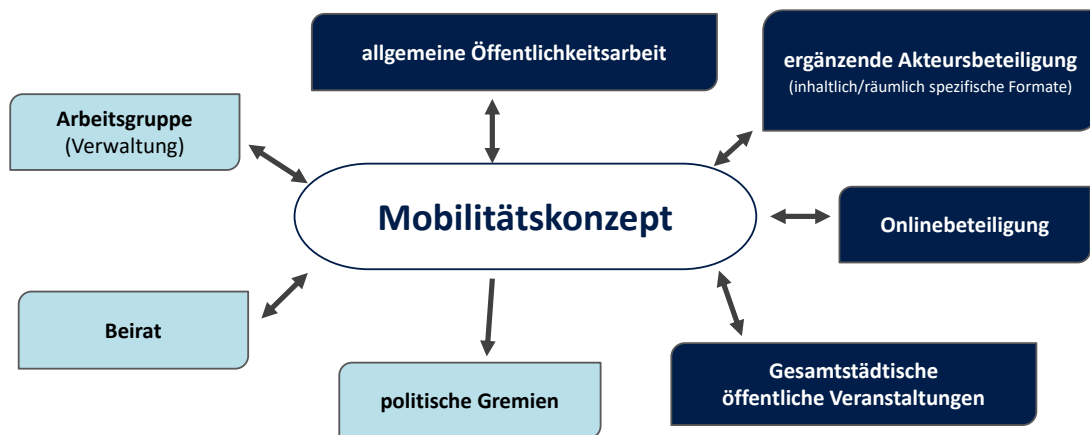 allgemeine Öffentlichkeitsarbeit
ergänzende Akteursbeteiligung
(inhaltlich/räumlich spezifische Formate)
Arbeitsgruppe
(Verwaltung)
Mobilitätskonzept
Onlinebeteiligung
Beirat
politische Gremien
Gesamtstädtische
öffentliche Veranstaltungen